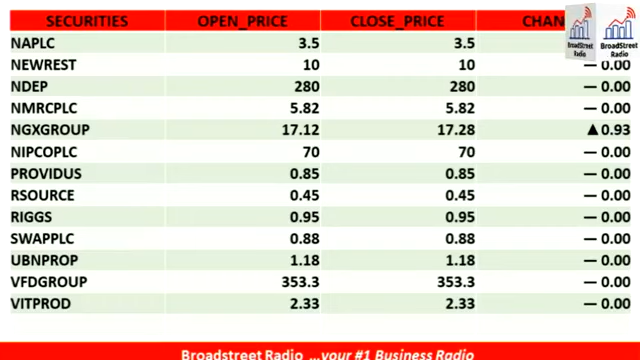 SECURITIES OPEN_PRICE CLOSE_PRICE CHAN
NAPLC 3.5 3.5
NEWREST 10 10 — 0.00
NDEP 280 280 — 0.00
NMRCPLC 5.82 5.82 — 0.00
NGXGROUP 17.12 17.28 ▲0.93
NIPCOPLC 70 70 — 0.00
PROVIDUS 0.85 0.85 — 0.00
RSOURCE 0.45 0.45 — 0.00
RIGGS 0.95 0.95 — 0.00
SWAPPLC 0.88 0.88 — 0.00
UBNPROP 1.18 1.18 — 0.00
VFDGROUP 353.3 353.3 — 0.00
VITPROD 2.33 2.33 — 0.00
BroadStreet
Radio
BroadStreet
Radio
Broadstreet Radio ...your #1 Business Radio